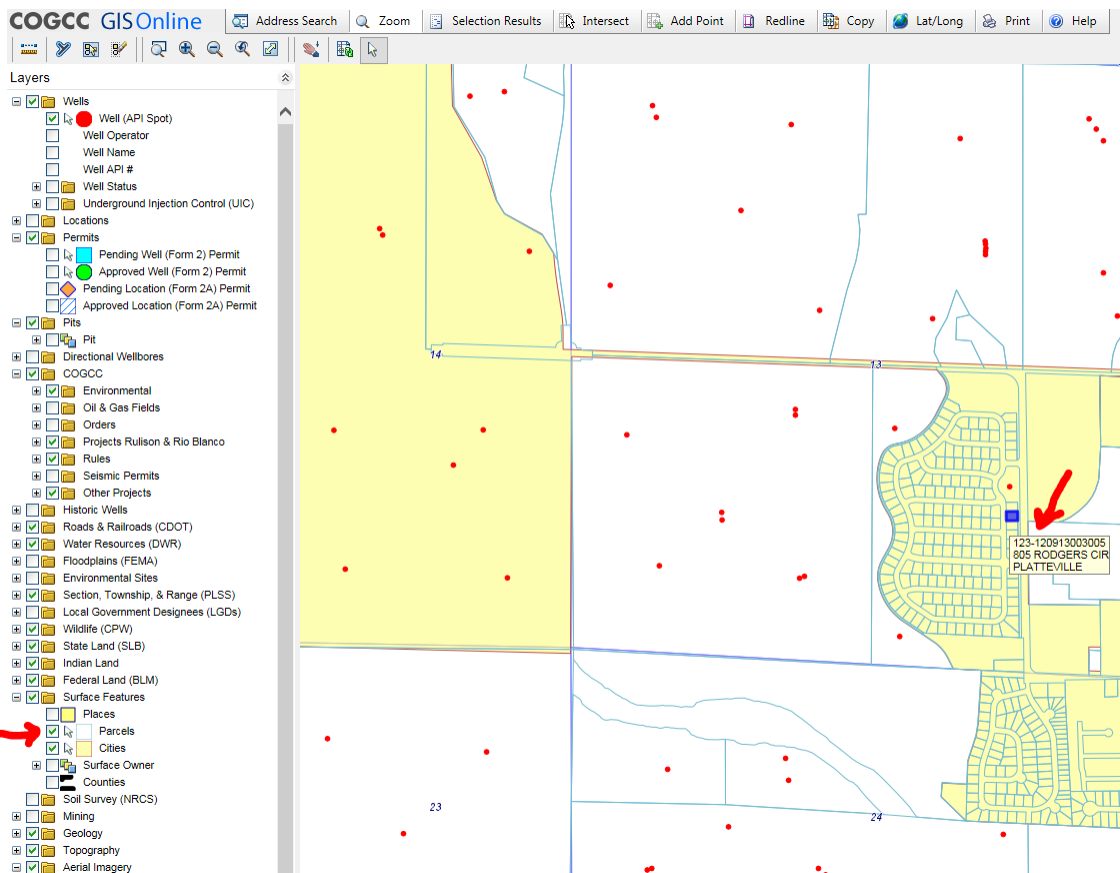 COGCC GISOnline
Address Search
Zoom
Selection Results
Intersect
Add Point
Redline
Copy
Lat/Long
Print
Help
Layers
Wells
Well (API Spot)
Well Operator
Well Name
Well API #
Well Status
Underground Injection Control (UIC)
Locations
Permits
Pending Well (Form 2) Permit
Approved Well (Form 2) Permit
Pending Location (Form 2A) Permit
Approved Location (Form 2A) Permit
Pits
Pit
Directional Wellbores
COGCC
Environmental
Oil & Gas Fields
Orders
Projects Rulison & Rio Blanco
Rules
Seismic Permits
Other Projects
Historic Wells
Roads & Railroads (CDOT)
Water Resources (DWR)
Floodplains (FEMA)
Environmental Sites
Section, Township, & Range (PLSS)
Local Government Designees (LGDs)
Wildlife (CPW)
State Land (SLB)
Indian Land
Federal Land (BLM)
Surface Features
Places
Parcels
Cities
Surface Owner
Counties
Soil Survey (NRCS)
Mining
Geology
Topography
Aerial Imagery
14
13
123-120913003005
805 RODGERS CIR
PLATTEVILLE
23
24